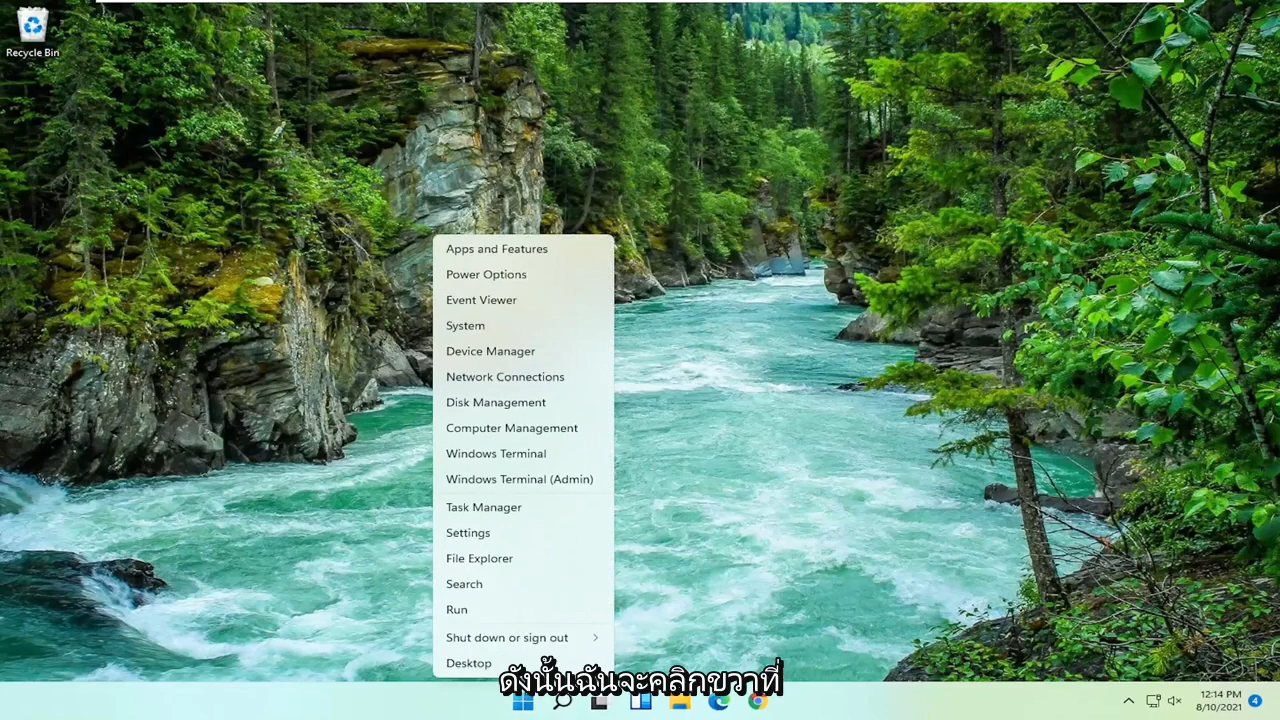 Recycle Bin
Apps and Features
Power Options
Event Viewer
System
Device Manager
Network Connections
Disk Management
Computer Management
Windows Terminal
Windows Terminal (Admin)
Task Manager
Settings
File Explorer
Search
Run
Shut down or sign out
Desktop
ดังนั้นฉันจะคลิกขวาที่
12:14 PM
8/10/2021
4